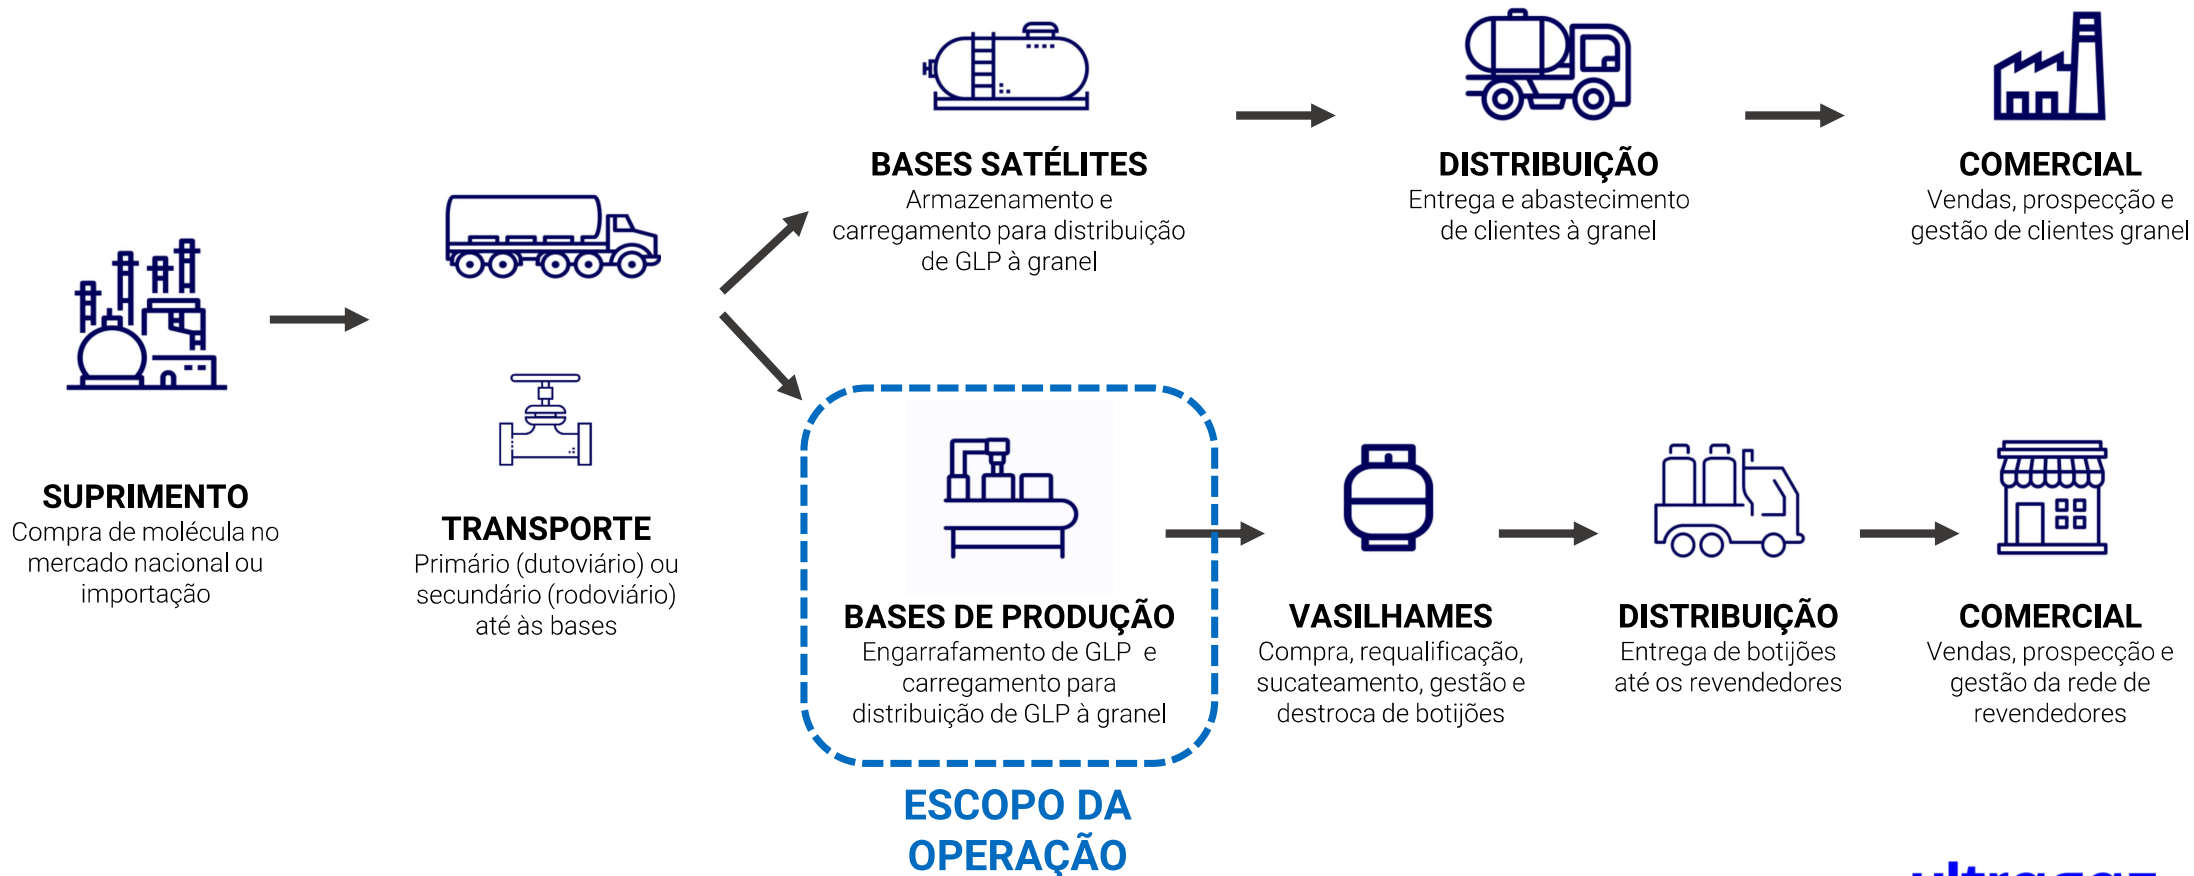 SUPRIMENTO
Compra de molécula no
mercado nacional ou
importação
TRANSPORTE
Primário (dutoviário) ou
secundário (rodoviário)
até às bases
BASES SATÉLITES
Armazenamento e
carregamento para distribuição
de GLP à granel
DISTRIBUIÇÃO
Entrega e abastecimento
de clientes à granel
COMERCIAL
Vendas, prospecção e
gestão de clientes granel
BASES DE PRODUÇÃO
Engarrafamento de GLP e
carregamento para
distribuição de GLP à granel
VASILHAMES
Compra, requalificação,
sucateamento, gestão e
destroca de botijões
DISTRIBUIÇÃO
Entrega de botijões
até os revendedores
COMERCIAL
Vendas, prospecção e
gestão da rede de
revendedores
ESCOPO DA
OPERAÇÃO
ultragaz